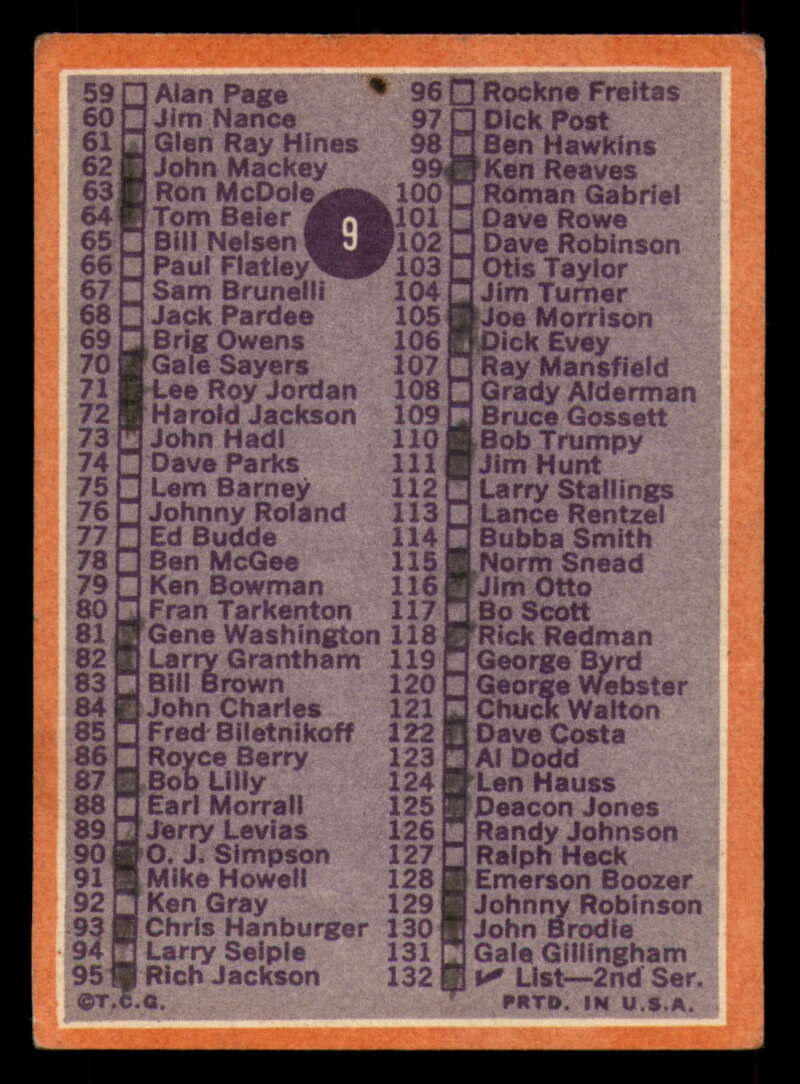 59 Alan Page
60 Jim Nance
61 Glen Ray Hines
62 John Mackey
63 Ron McDole
64 Tom Beier
65 Bill Nelsen
66 Paul Flatley
67 Sam Brunelli
68 Jack Pardee
69 Brig Owens
70 Gale Sayers
71 Lee Roy Jordan
72 Harold Jackson
73 John Hadl
74 Dave Parks
75 Lem Barney
76 Johnny Roland
77 Ed Budde
78 Ben McGee
79 Ken Bowman
80 Fran Tarkenton
81 Gene Washington
82 Larry Grantham
83 Bill Brown
84 John Charles
85 Fred Biletnikoff
86 Royce Berry
87 Bob Lilly
88 Earl Morrall
89 Jerry Levias
90 O. J. Simpson
91 Mike Howell
92 Ken Gray
93 Chris Hanburger
94 Larry Seiple
95 Rich Jackson
©T.C.G.
9
96 Rockne Freitas
97 Dick Post
98 Ben Hawkins
99 Ken Reaves
100 Roman Gabriel
101 Dave Rowe
102 Dave Robinson
103 Otis Taylor
104 Jim Turner
105 Joe Morrison
106 Dick Evey
107 Ray Mansfield
108 Grady Alderman
109 Bruce Gossett
110 Bob Trumpy
111 Jim Hunt
112 Larry Stallings
113 Lance Rentzel
114 Bubba Smith
115 Norm Snead
116 Jim Otto
117 Bo Scott
118 Rick Redman
119 George Byrd
120 George Webster
121 Chuck Walton
122 Dave Costa
123 Al Dodd
124 Len Hauss
125 Deacon Jones
126 Randy Johnson
127 Ralph Heck
128 Emerson Boozer
129 Johnny Robinson
130 John Brodie
131 Gale Gillingham
132 ✔ List—2nd Ser.
PRTD. IN U.S.A.